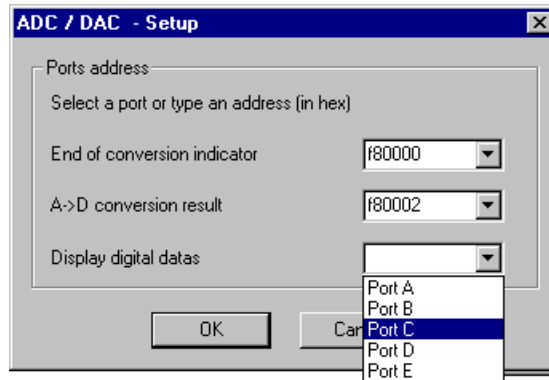 ADC / DAC - Setup
Ports address
Select a port or type an address (in hex)
End of conversion indicator f80000
A->D conversion result f80002
Display digital datas
Port A
Port B
OK
Port C
Port D
Port E